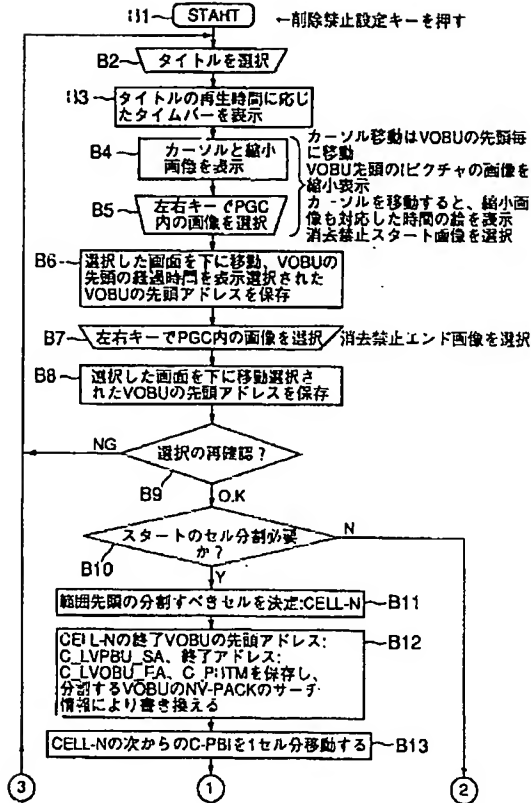 B1
START
←削除禁止設定キーを押す
B2
タイトルを選択
B3
タイトルの再生時間に応じ
たタイムバーを表示
B4
カーソルと縮小
画像を表示
カーソル移動はVOBUの先頭毎
に移動
VOBU先頭のIピクチャの画像を
縮小表示
カーソルを移動すると、縮小画
像も対応した時間の絵を表示
消去禁止スタート画像を選択
B5
左右キーでPGC
内の画像を選択
B6
選択した画面を下に移動、VOBUの
先頭の経過時間を表示選択された
VOBUの先頭アドレスを保存
B7
左右キーでPGC内の画像を選択
消去禁止エンド画像を選択
B8
選択した画面を下に移動選択さ
れたVOBUの先頭アドレスを保存
NG
選択の再確認？
B9
O.K
スタートのセル分割必要
か？
N
B10
Y
範囲先頭の分割すべきセルを決定:CELL-N
B11
CELL-Nの終了VOBUの先頭アドレス:
C_LVPBU_SA、終了アドレス:
C_LVOBU_EA、C_PBTMを保存し、
分割するVOBUのNV-PACKのサーチ
情報により書き換える
B12
CELL-Nの次からのC-PBIを1セル分移動する
B13
3
1
2